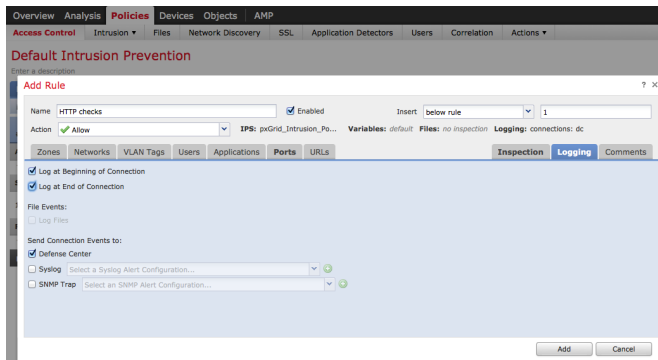 Overview Analysis Policies Devices Objects AMP
Access Control Intrusion ▾ Files Network Discovery SSL Application Detectors Users Correlation Actions ▾
Default Intrusion Prevention
Enter a description
Add Rule ? ×
Name HTTP checks Enabled Insert below rule 1
Action Allow IPS: pxGrid_Intrusion_Po... Variables: default Files: no inspection Logging: connections: dc
Zones Networks VLAN Tags Users Applications Ports URLs Inspection Logging Comments
Log at Beginning of Connection
Log at End of Connection
File Events:
Log Files
Send Connection Events to:
Defense Center
Syslog Select a Syslog Alert Configuration...
SNMP Trap Select an SNMP Alert Configuration...
Add Cancel